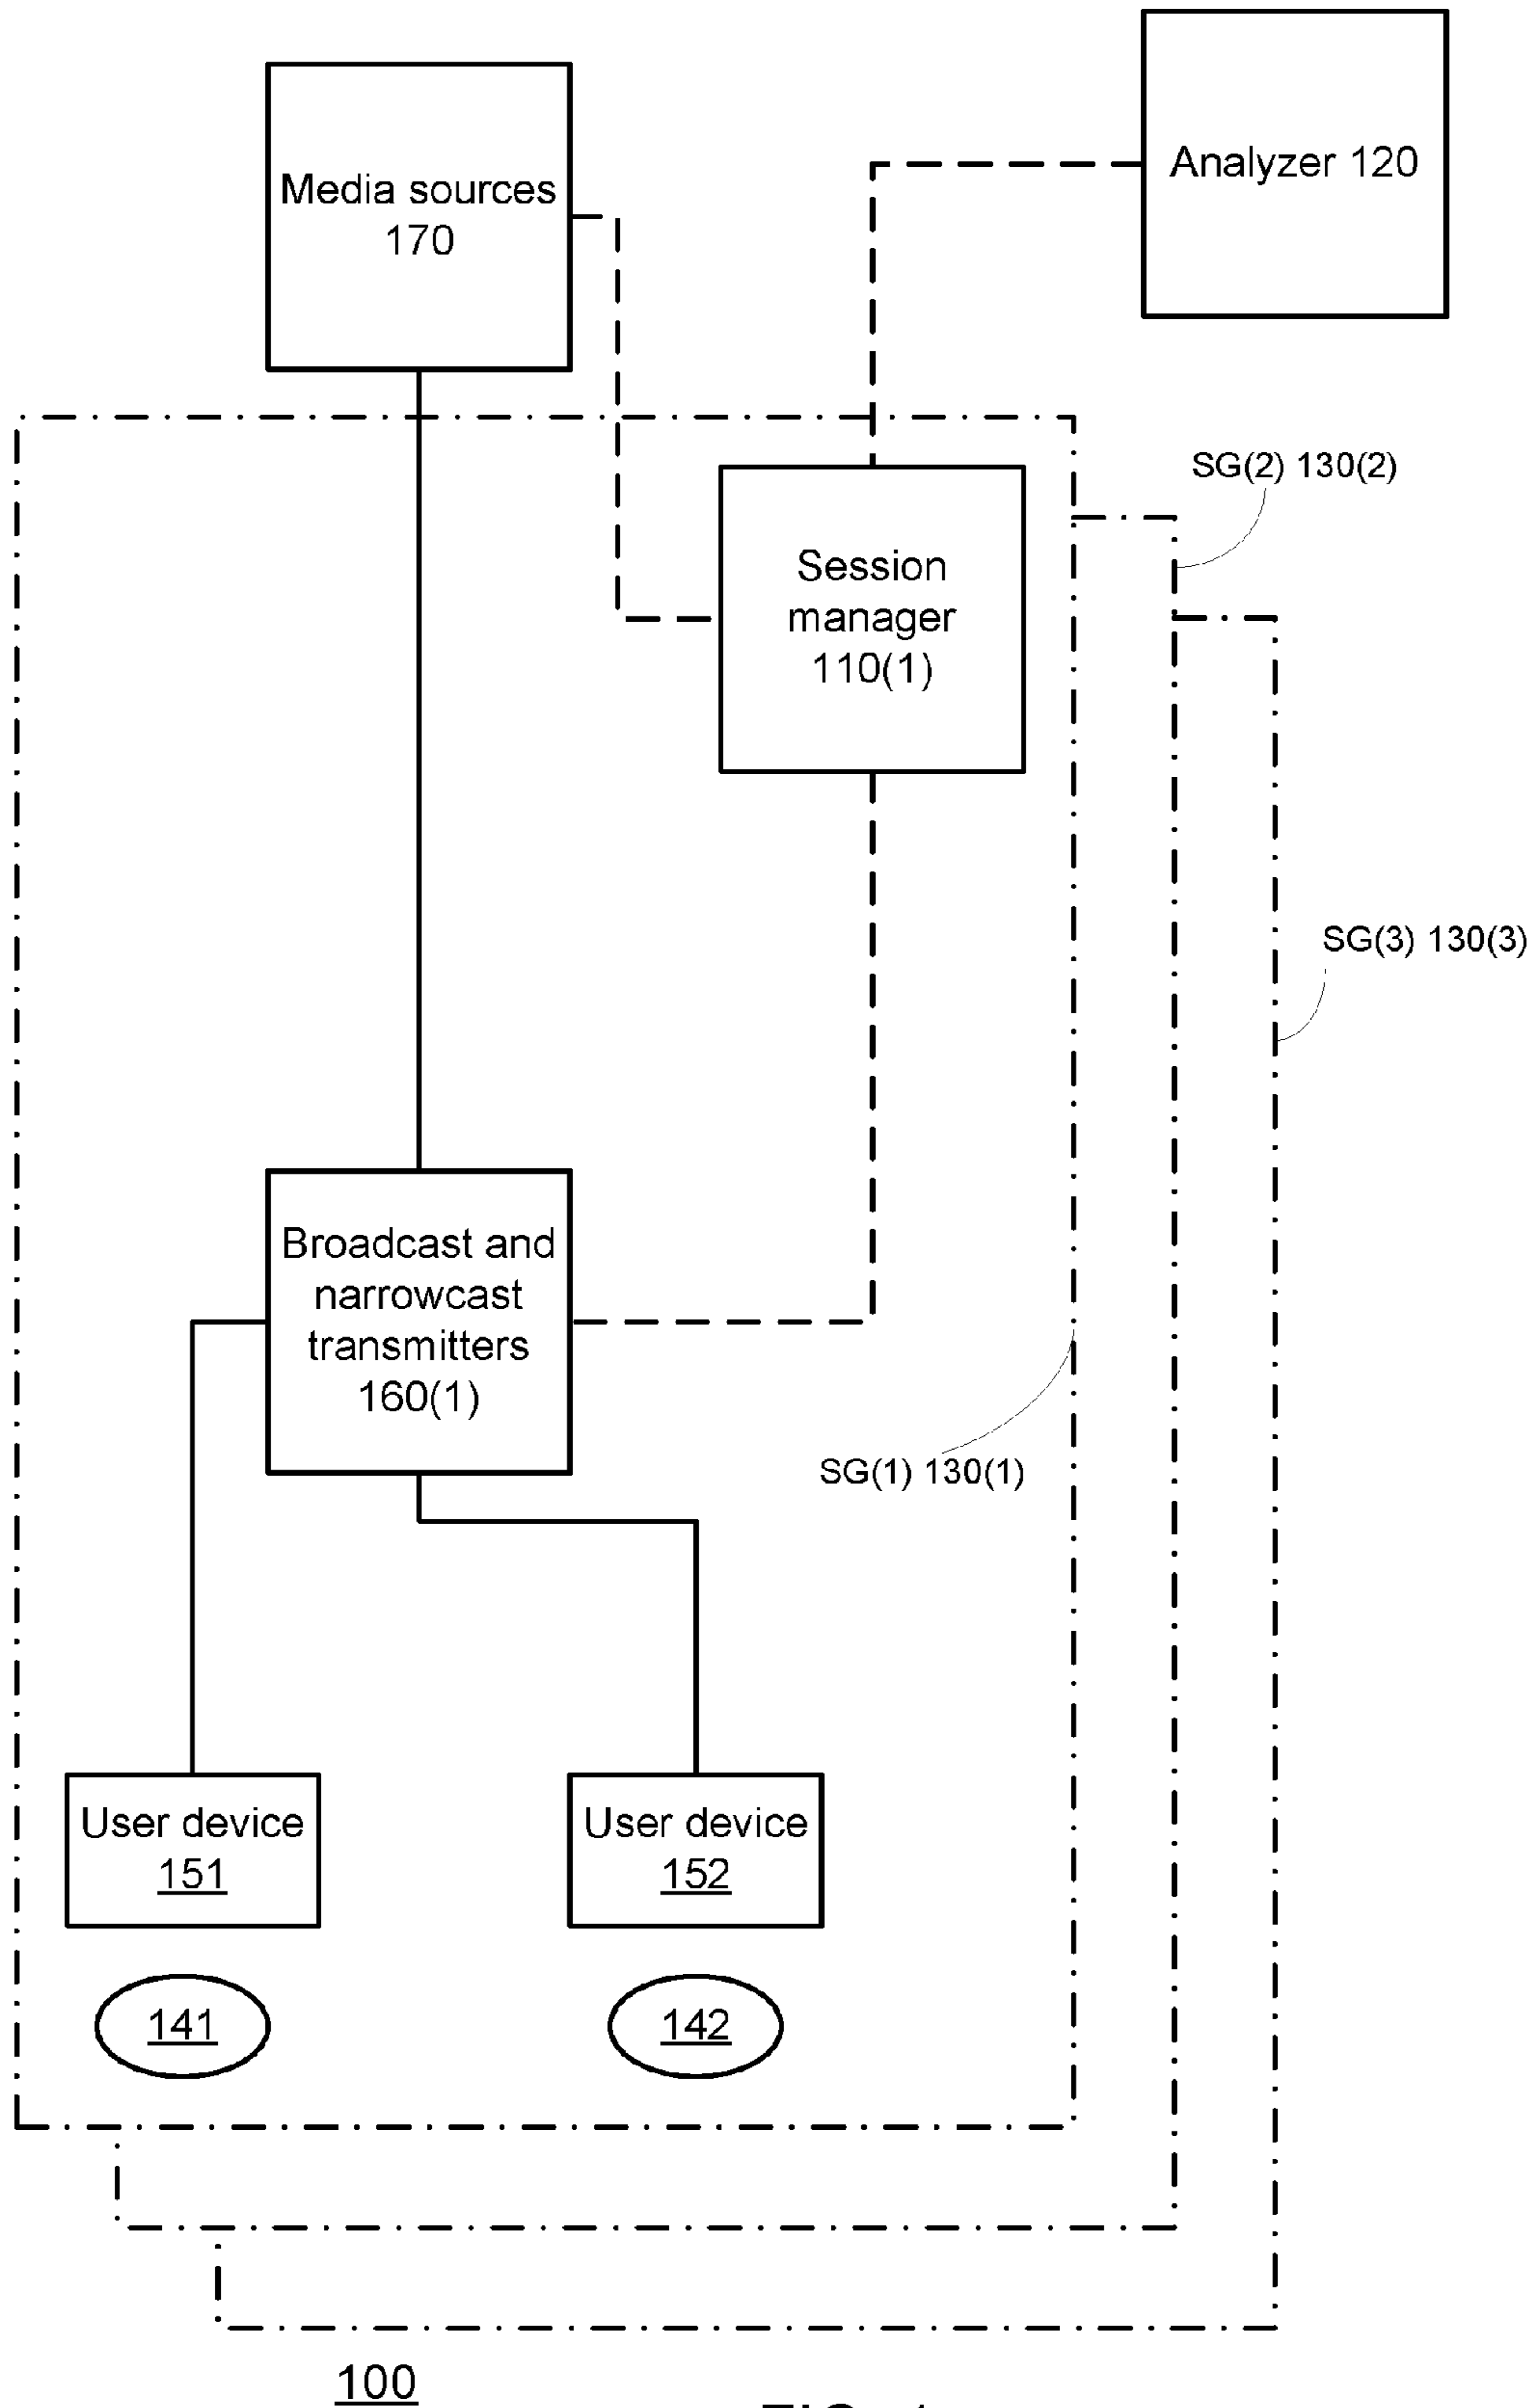 Analyzer 120
Media sources
170
SG(2) 130(2)
Session
manager
110(1)
SG(3) 130(3)
Broadcast and
narrowcast
transmitters
160(1)
SG(1) 130(1)
User device
151
User device
152
141
142
100